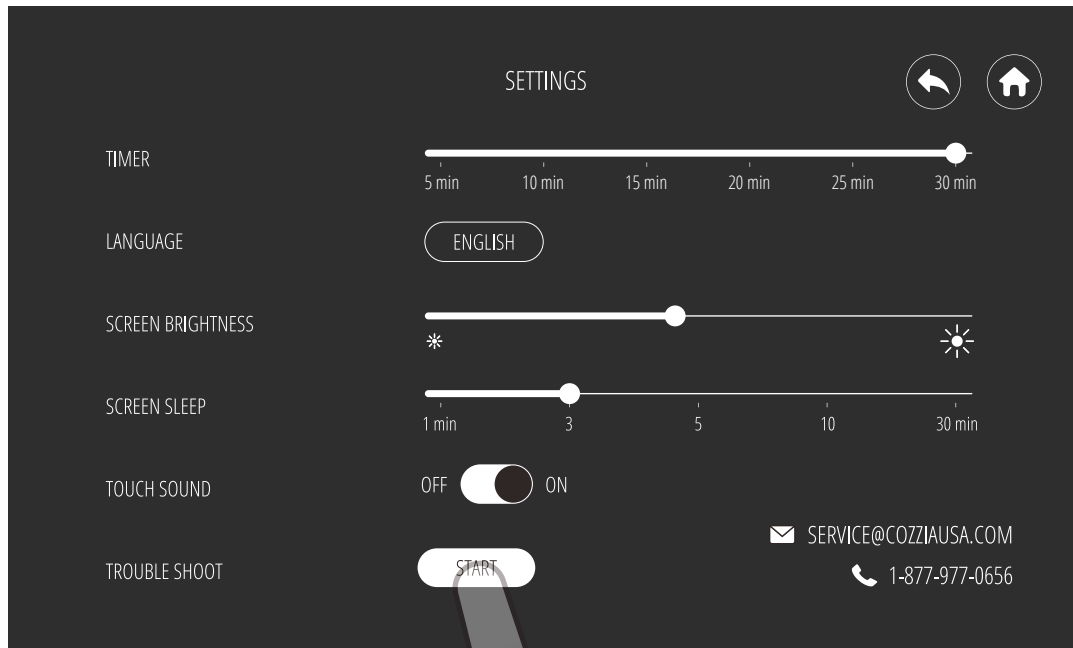 SETTINGS
TIMER
5 min 10 min 15 min 20 min 25 min 30 min
LANGUAGE ENGLISH
SCREEN BRIGHTNESS
SCREEN SLEEP
1 min 3 5 10 30 min
TOUCH SOUND OFF ON
SERVICE@COZZIAUSA.COM
TROUBLE SHOOT START 1-877-977-0656